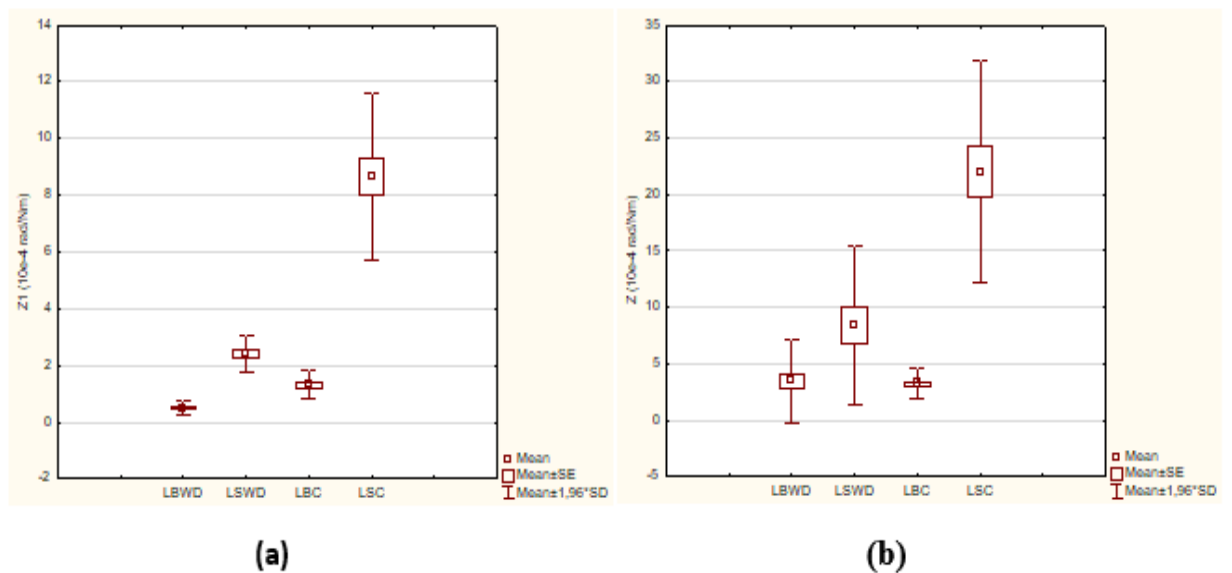 14
12
10
8
6
4
2
0
-2
Z1 (10e-4 rad/Nm)
LBWD LSWD LBC LSC
Mean
Mean±SE
Mean±1,96*SD
(a)
35
30
25
20
15
10
5
0
-5
Z (10e-4 rad/Nm)
LBWD LSWD LBC LSC
Mean
Mean±SE
Mean±1,96*SD
(b)